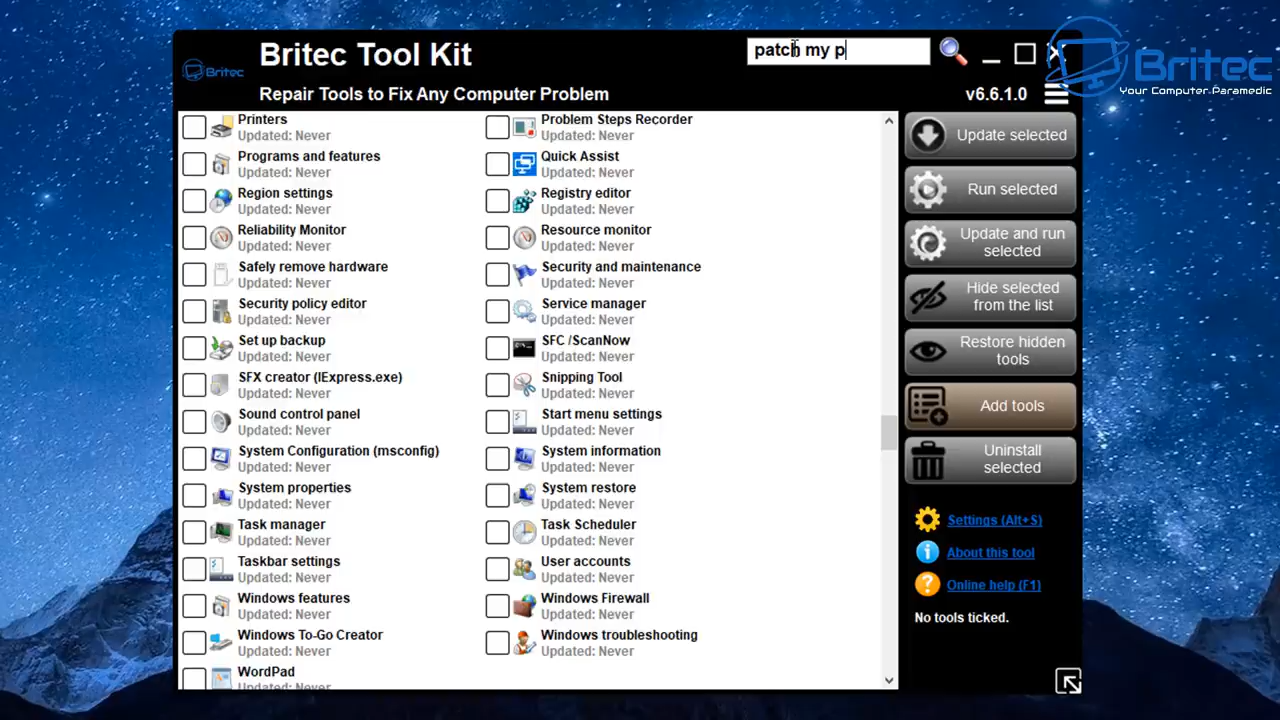 Britec Tool Kit
patch my p
Britec
Your Computer Paramedic
Britec
Repair Tools to Fix Any Computer Problem
v6.6.1.0
Printers
Updated: Never
Problem Steps Recorder
Updated: Never
Programs and features
Updated: Never
Quick Assist
Updated: Never
Region settings
Updated: Never
Registry editor
Updated: Never
Reliability Monitor
Updated: Never
Resource monitor
Updated: Never
Safely remove hardware
Updated: Never
Security and maintenance
Updated: Never
Security policy editor
Updated: Never
Service manager
Updated: Never
Set up backup
Updated: Never
SFC /ScanNow
Updated: Never
SFX creator (IExpress.exe)
Updated: Never
Snipping Tool
Updated: Never
Sound control panel
Updated: Never
Start menu settings
Updated: Never
System Configuration (msconfig)
Updated: Never
System information
Updated: Never
System properties
Updated: Never
System restore
Updated: Never
Task manager
Updated: Never
Task Scheduler
Updated: Never
Taskbar settings
Updated: Never
User accounts
Updated: Never
Windows features
Updated: Never
Windows Firewall
Updated: Never
Windows To-Go Creator
Updated: Never
Windows troubleshooting
Updated: Never
WordPad
Update selected
Run selected
Update and run
selected
Hide selected
from the list
Restore hidden
tools
Add tools
Uninstall
selected
Settings (Alt+S)
About this tool
Online help (F1)
No tools ticked.